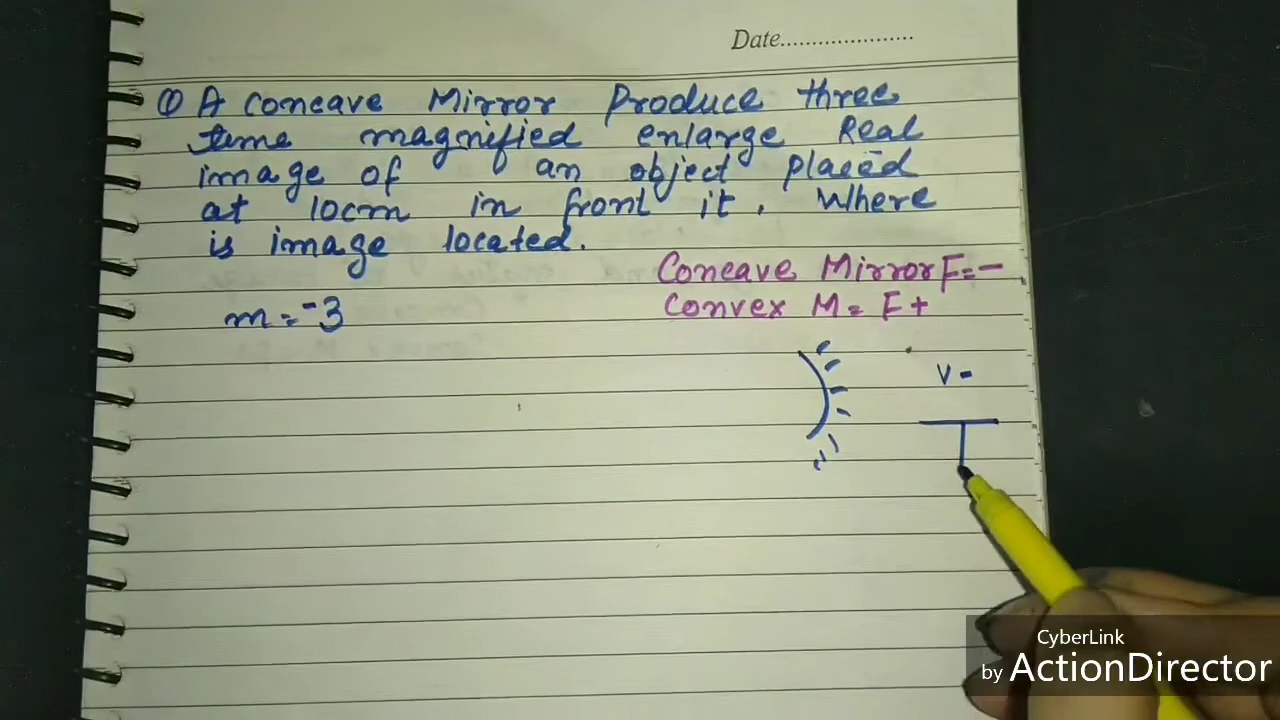 Date....................
① A Concave Mirror Produce three
time magnified enlarge Real
image of an object placed
at 10cm in front it. Where
is image located.
Concave Mirror F=-
Convex M= F+
m=-3
V-
CyberLink
by ActionDirector